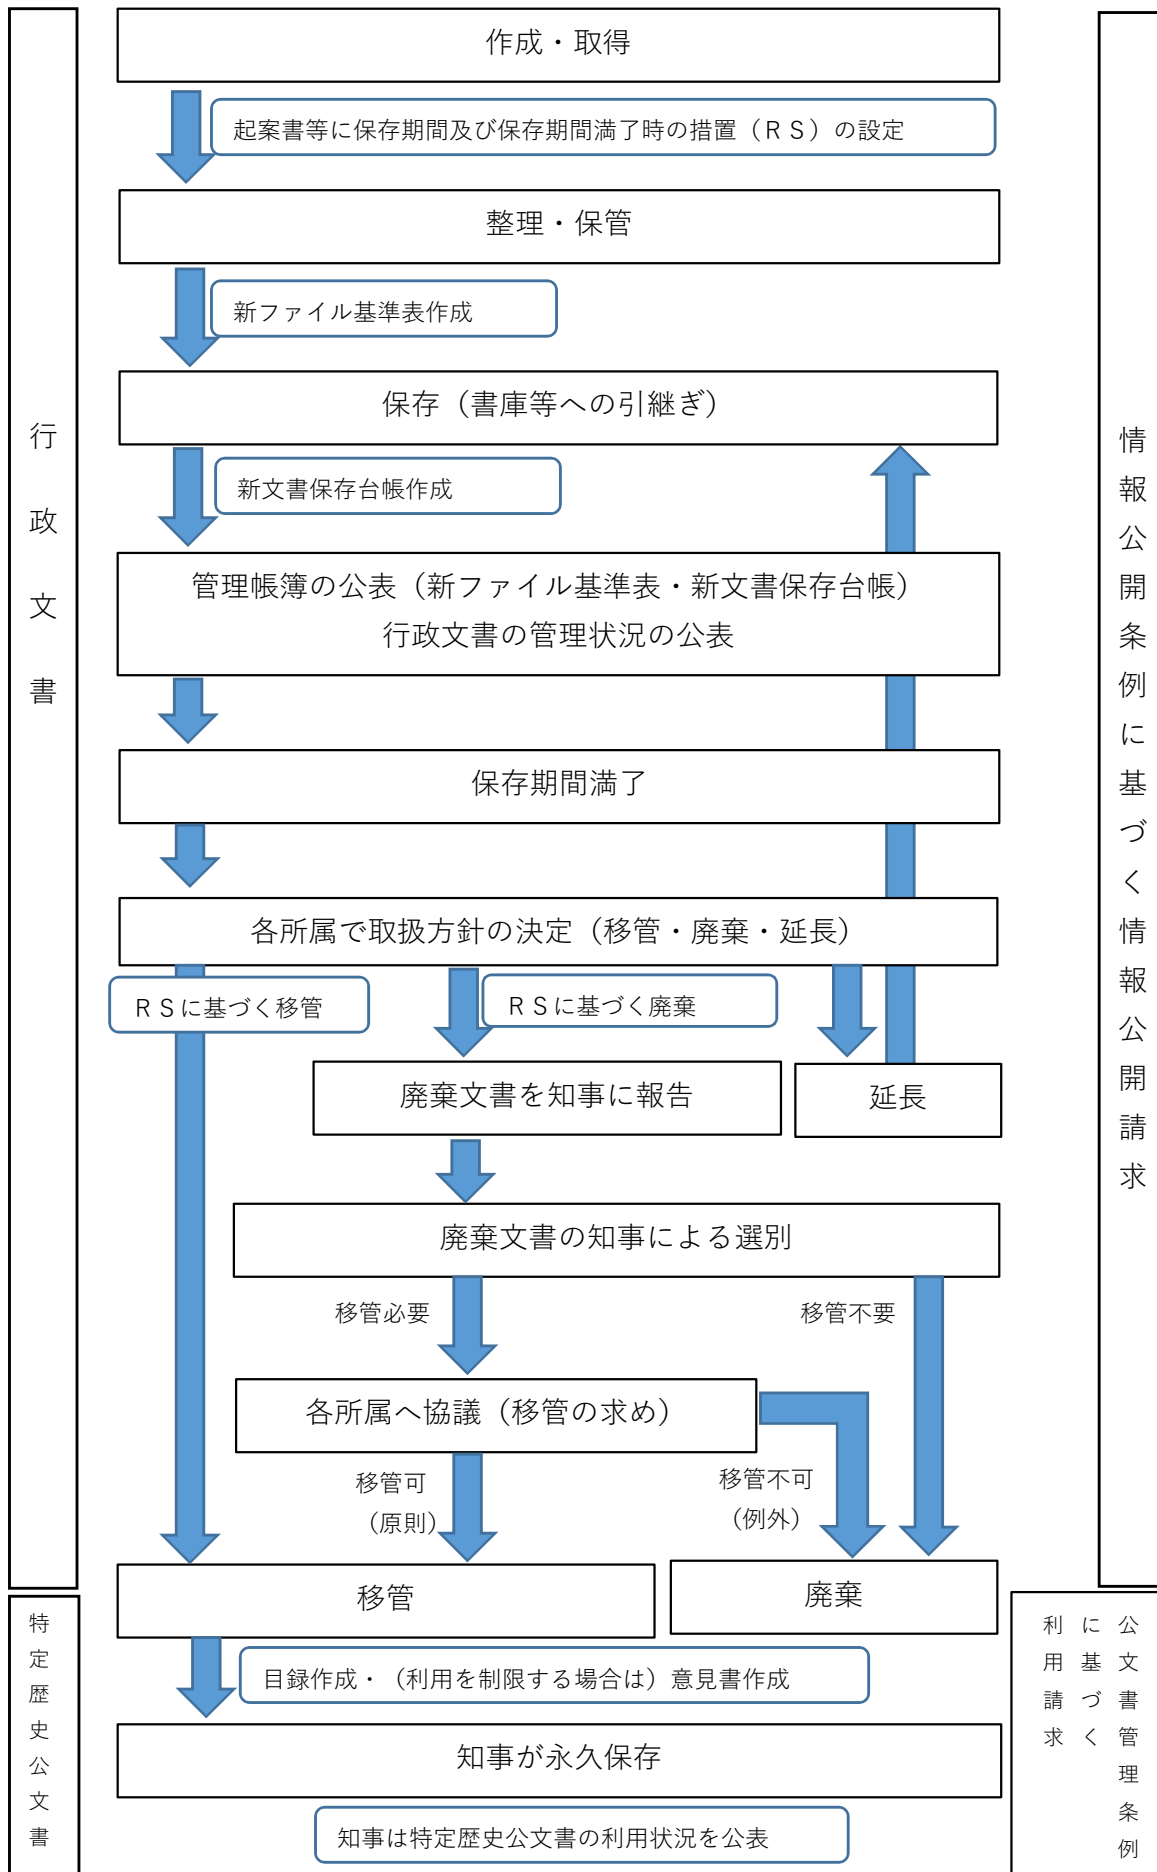 作成・取得
起案書等に保存期間及び保存期間満了時の措置（ＲＳ）の設定
整理・保管
新ファイル基準表作成
保存（書庫等への引継ぎ）
新文書保存台帳作成
管理帳簿の公表（新ファイル基準表・新文書保存台帳）
行政文書の管理状況の公表
保存期間満了
各所属で取扱方針の決定（移管・廃棄・延長）
ＲＳに基づく移管
ＲＳに基づく廃棄
廃棄文書を知事に報告
延長
廃棄文書の知事による選別
移管必要
移管不要
各所属へ協議（移管の求め）
移管可
（原則）
移管不可
（例外）
移管
廃棄
目録作成・（利用を制限する場合は）意見書作成
知事が永久保存
知事は特定歴史公文書の利用状況を公表
行政文書
特定歴史公文書
情報公開条例に基づく情報公開請求
公文書管理条例
に基づく
利用請求